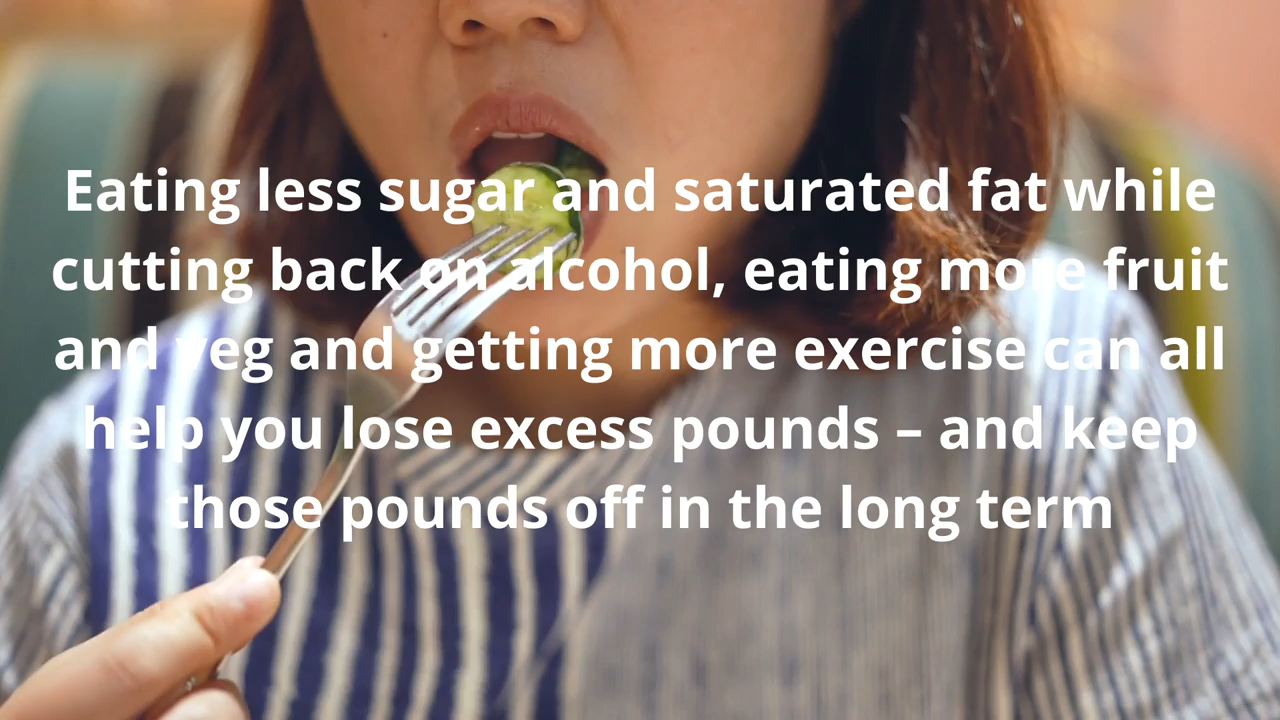 Eating less sugar and saturated fat while
cutting back on alcohol, eating more fruit
and veg and getting more exercise can all
help you lose excess pounds – and keep
those pounds off in the long term